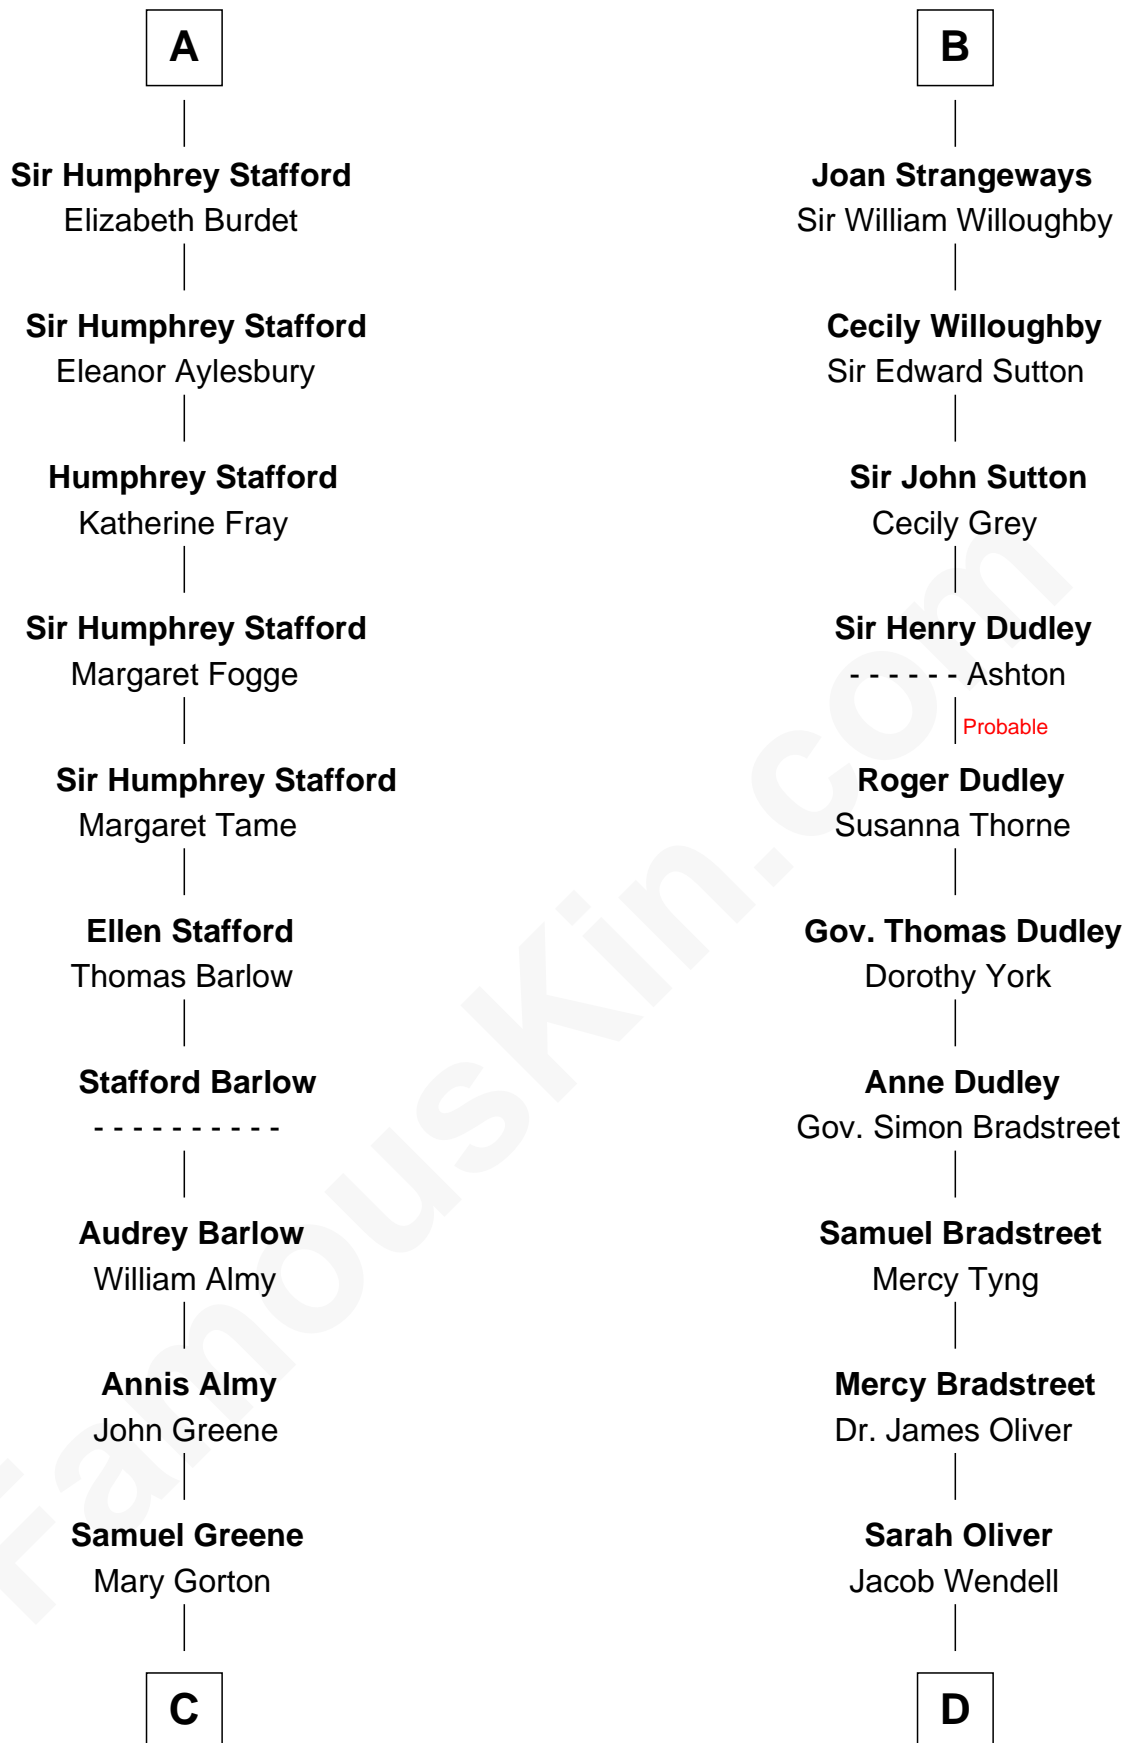 A
Sir Humphrey Stafford
Elizabeth Burdet
Sir Humphrey Stafford
Eleanor Aylesbury
Humphrey Stafford
Katherine Fray
Sir Humphrey Stafford
Margaret Fogge
Sir Humphrey Stafford
Margaret Tame
Ellen Stafford
Thomas Barlow
Stafford Barlow
- - - - - - - - - -
Audrey Barlow
William Almy
Annis Almy
John Greene
Samuel Greene
Mary Gorton
C
B
Joan Strangeways
Sir William Willoughby
Cecily Willoughby
Sir Edward Sutton
Sir John Sutton
Cecily Grey
Sir Henry Dudley
- - - - - - Ashton
Probable
Roger Dudley
Susanna Thorne
Gov. Thomas Dudley
Dorothy York
Anne Dudley
Gov. Simon Bradstreet
Samuel Bradstreet
Mercy Tyng
Mercy Bradstreet
Dr. James Oliver
Sarah Oliver
Jacob Wendell
D
FamousKin.com